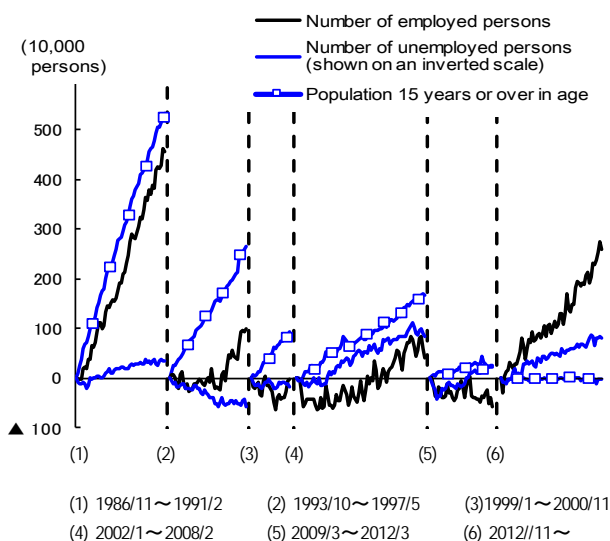 Number of employed persons
(10,000
persons)
Number of unemployed persons
(shown on an inverted scale)
Population 15 years or over in age
500
400
300
200
100
0
▲ 100
(1) (2) (3) (4) (5) (6)
(1) 1986/11～1991/2 (2) 1993/10～1997/5 (3)1999/1～2000/11
(4) 2002/1～2008/2 (5) 2009/3～2012/3 (6) 2012//11～